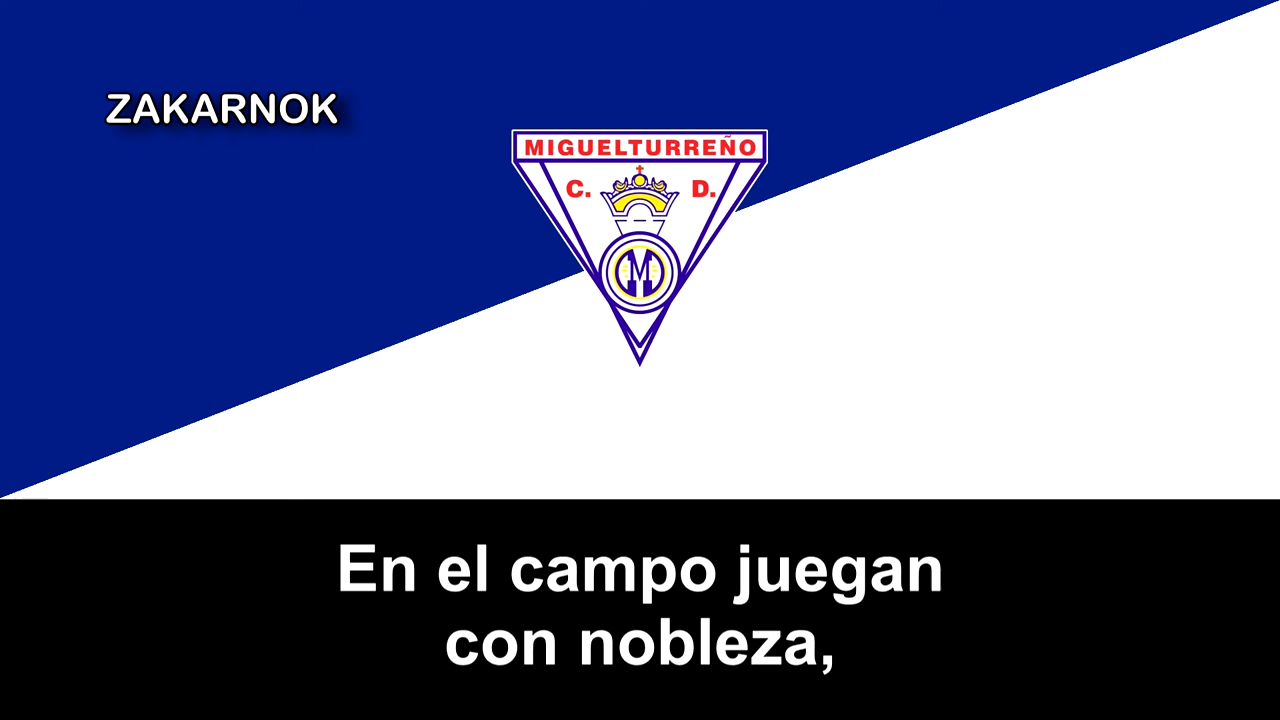 ZAKARNOK
MIGUELTURREÑO
C. D.
M
En el campo juegan
con nobleza,